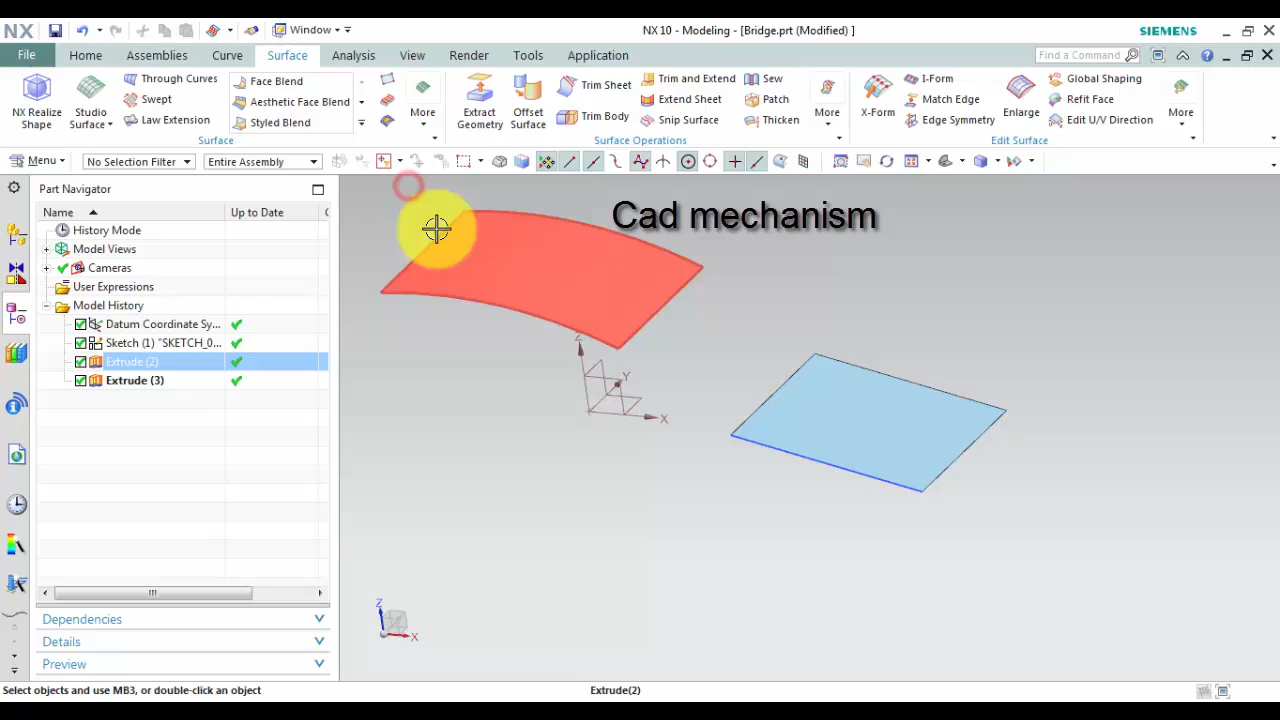 NX
Window
NX 10 - Modeling - [Bridge.prt (Modified) ]
SIEMENS
File
Home
Assemblies
Curve
Surface
Analysis
View
Render
Tools
Application
Find a Command
NX Realize Shape
Studio Surface
Through Curves
Swept
Law Extension
Face Blend
Aesthetic Face Blend
Styled Blend
More
Surface
Extract Geometry
Offset Surface
Trim Sheet
Trim Body
Trim and Extend
Extend Sheet
Snip Surface
Sew
Patch
Thicken
More
Surface Operations
X-Form
I-Form
Match Edge
Edge Symmetry
Enlarge
Global Shaping
Refit Face
Edit U/V Direction
More
Edit Surface
Menu
No Selection Filter
Entire Assembly
Part Navigator
Name
Up to Date
C
History Mode
Model Views
Cameras
User Expressions
Model History
Datum Coordinate Sy...
Sketch (1) "SKETCH_0...
Extrude (2)
Extrude (3)
Dependencies
Details
Preview
Cad mechanism
Z
Y
X
Z
X
Select objects and use MB3, or double-click an object
Extrude(2)